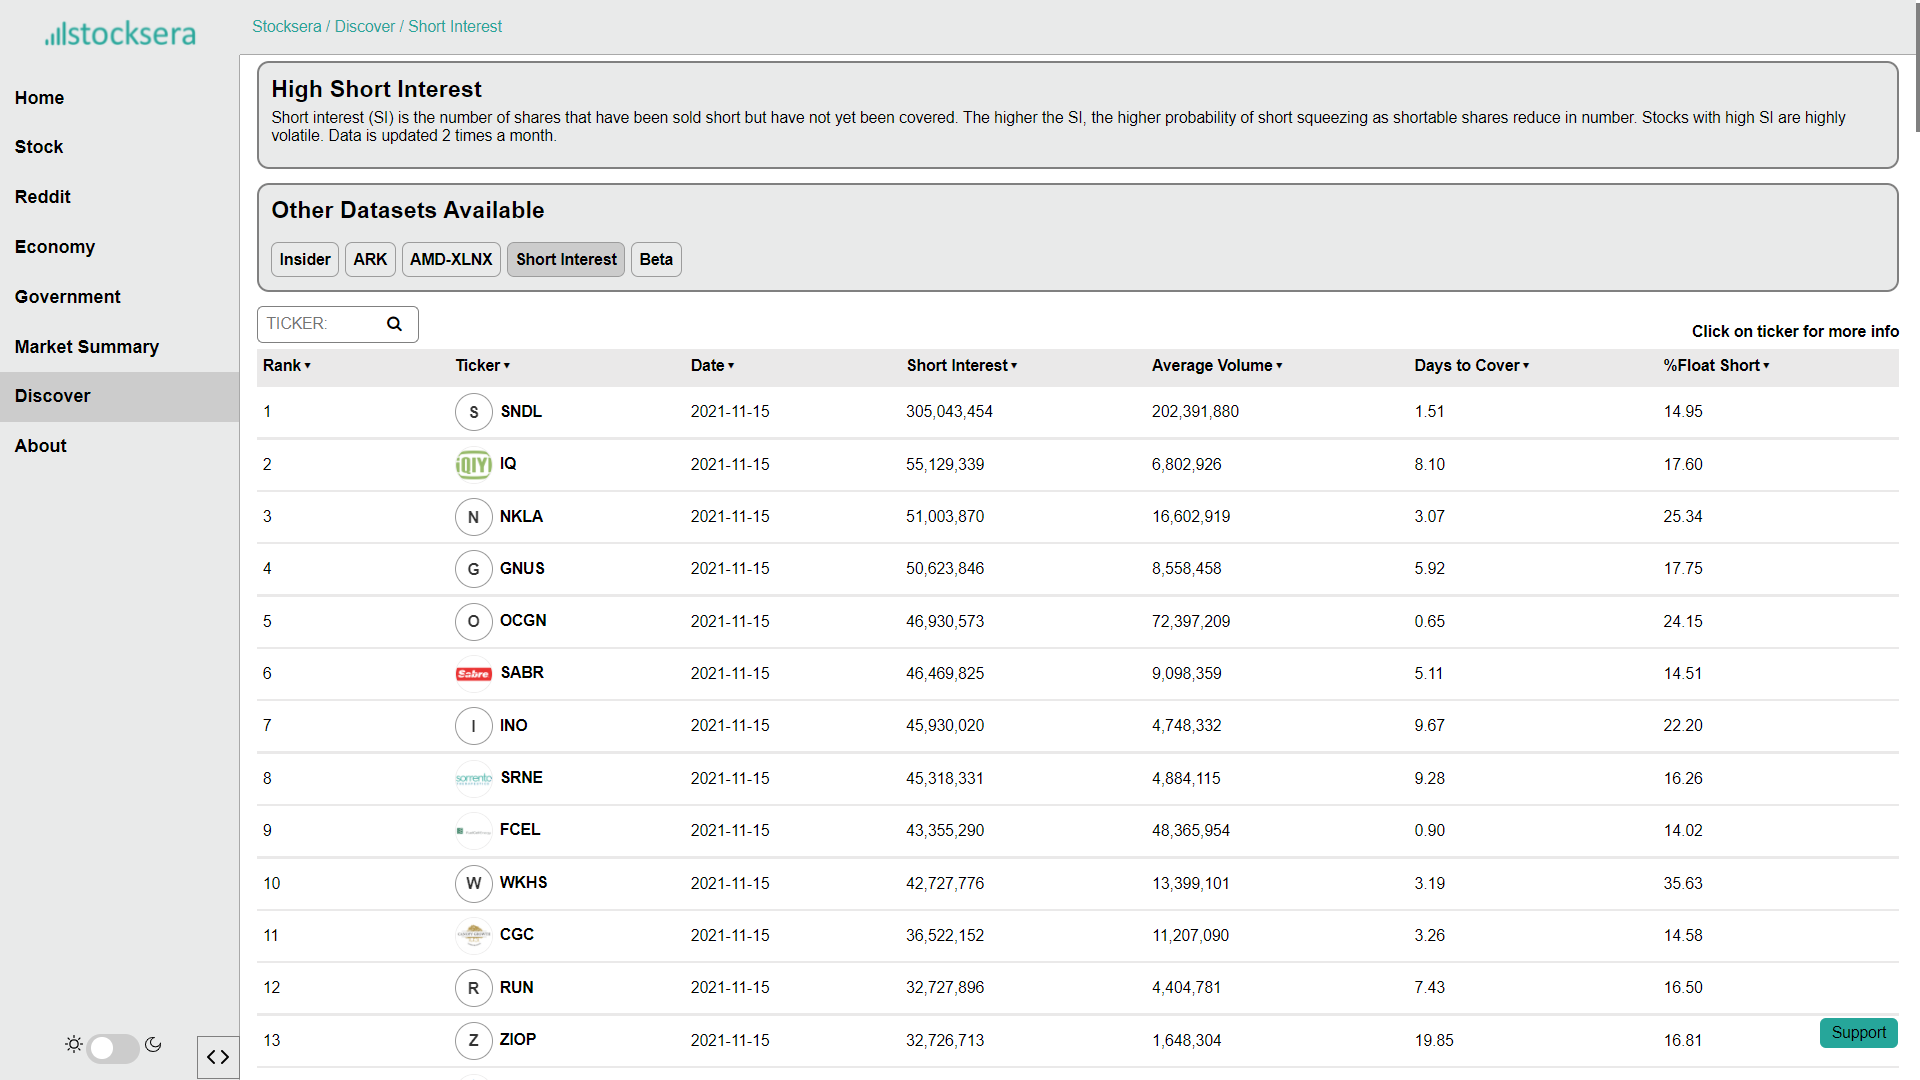 stocksera
Stocksera / Discover / Short Interest
Home
Stock
Reddit
Economy
Government
Market Summary
Discover
About
High Short Interest
Short interest (SI) is the number of shares that have been sold short but have not yet been covered. The higher the SI, the higher probability of short squeezing as shortable shares reduce in number. Stocks with high SI are highly
volatile. Data is updated 2 times a month.
Other Datasets Available
Insider ARK AMD-XLNX Short Interest Beta
TICKER:
Click on ticker for more info
Rank▾ Ticker▾ Date▾ Short Interest▾ Average Volume▾ Days to Cover▾ %Float Short▾
1 S SNDL 2021-11-15 305,043,454 202,391,880 1.51 14.95
2 iQIYI IQ 2021-11-15 55,129,339 6,802,926 8.10 17.60
3 N NKLA 2021-11-15 51,003,870 16,602,919 3.07 25.34
4 G GNUS 2021-11-15 50,623,846 8,558,458 5.92 17.75
5 O OCGN 2021-11-15 46,930,573 72,397,209 0.65 24.15
6 Sabre SABR 2021-11-15 46,469,825 9,098,359 5.11 14.51
7 I INO 2021-11-15 45,930,020 4,748,332 9.67 22.20
8 sorrento SRNE 2021-11-15 45,318,331 4,884,115 9.28 16.26
9 FCEL 2021-11-15 43,355,290 48,365,954 0.90 14.02
10 W WKHS 2021-11-15 42,727,776 13,399,101 3.19 35.63
11 CGC 2021-11-15 36,522,152 11,207,090 3.26 14.58
12 R RUN 2021-11-15 32,727,896 4,404,781 7.43 16.50
13 Z ZIOP 2021-11-15 32,726,713 1,648,304 19.85 16.81
Support